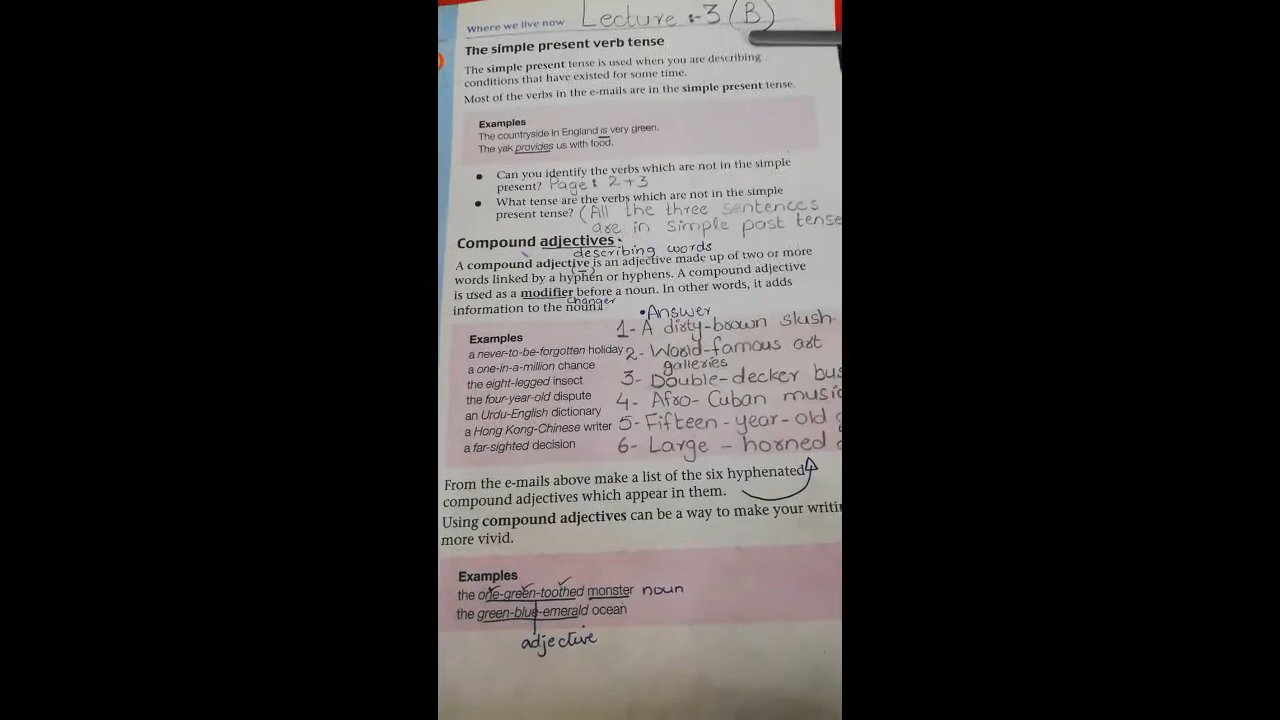 Where we live now Lecture :-3 (B)
The simple present verb tense
The simple present tense is used when you are describing
conditions that have existed for some time.
Most of the verbs in the e-mails are in the simple present tense.
Examples
The countryside in England is very green.
The yak provides us with food.
• Can you identify the verbs which are not in the simple
present? Page: 2+3
• What tense are the verbs which are not in the simple
present tense? (All the three sentences
are in simple past tense
Compound adjectives.
describing words
A compound adjective is an adjective made up of two or more
(-)
words linked by a hyphen or hyphens. A compound adjective
is used as a modifier before a noun. In other words, it adds
changer
information to the noun.
• Answer
1- A dirty-brown slush.
Examples
a never-to-be-forgotten holiday 2- World-famous art
galleries
a one-in-a-million chance
the eight-legged insect 3- Double-decker bus
the four-year-old dispute 4- Afro-Cuban music
an Urdu-English dictionary
a Hong Kong-Chinese writer 5- Fifteen-year-old
a far-sighted decision 6- Large-horned
From the e-mails above make a list of the six hyphenated
compound adjectives which appear in them.
Using compound adjectives can be a way to make your writi
more vivid.
Examples
the one-green-toothed monster noun
the green-blue-emerald ocean
adjective